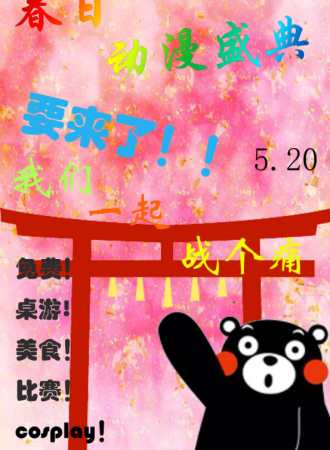 春日
动漫盛典
要来了！！
5.20
我们
一起
战个痛
免费!
桌游!
美食!
比赛!
cosplay!